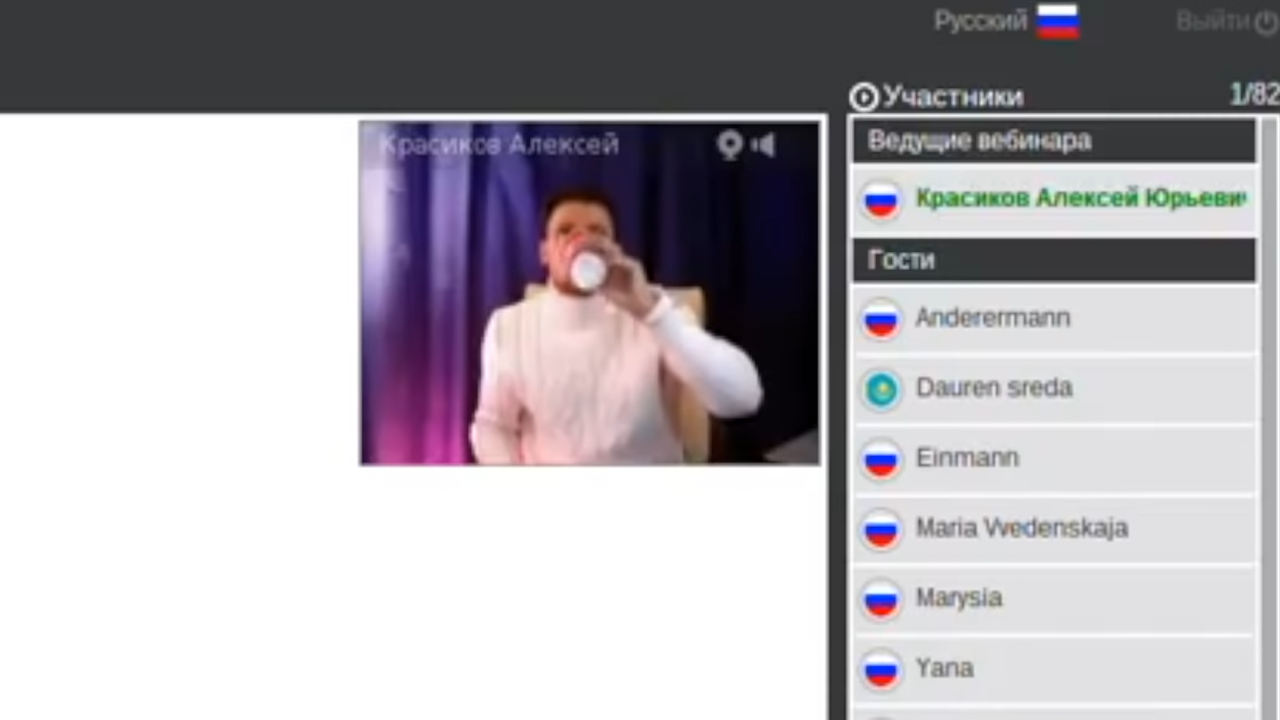 Русский
Выйти
Участники 1/82
Красиков Алексей
Ведущие вебинара
Красиков Алексей Юрьеви
Гости
Anderermann
Dauren sreda
Einmann
Maria Vvedenskaja
Marysia
Yana